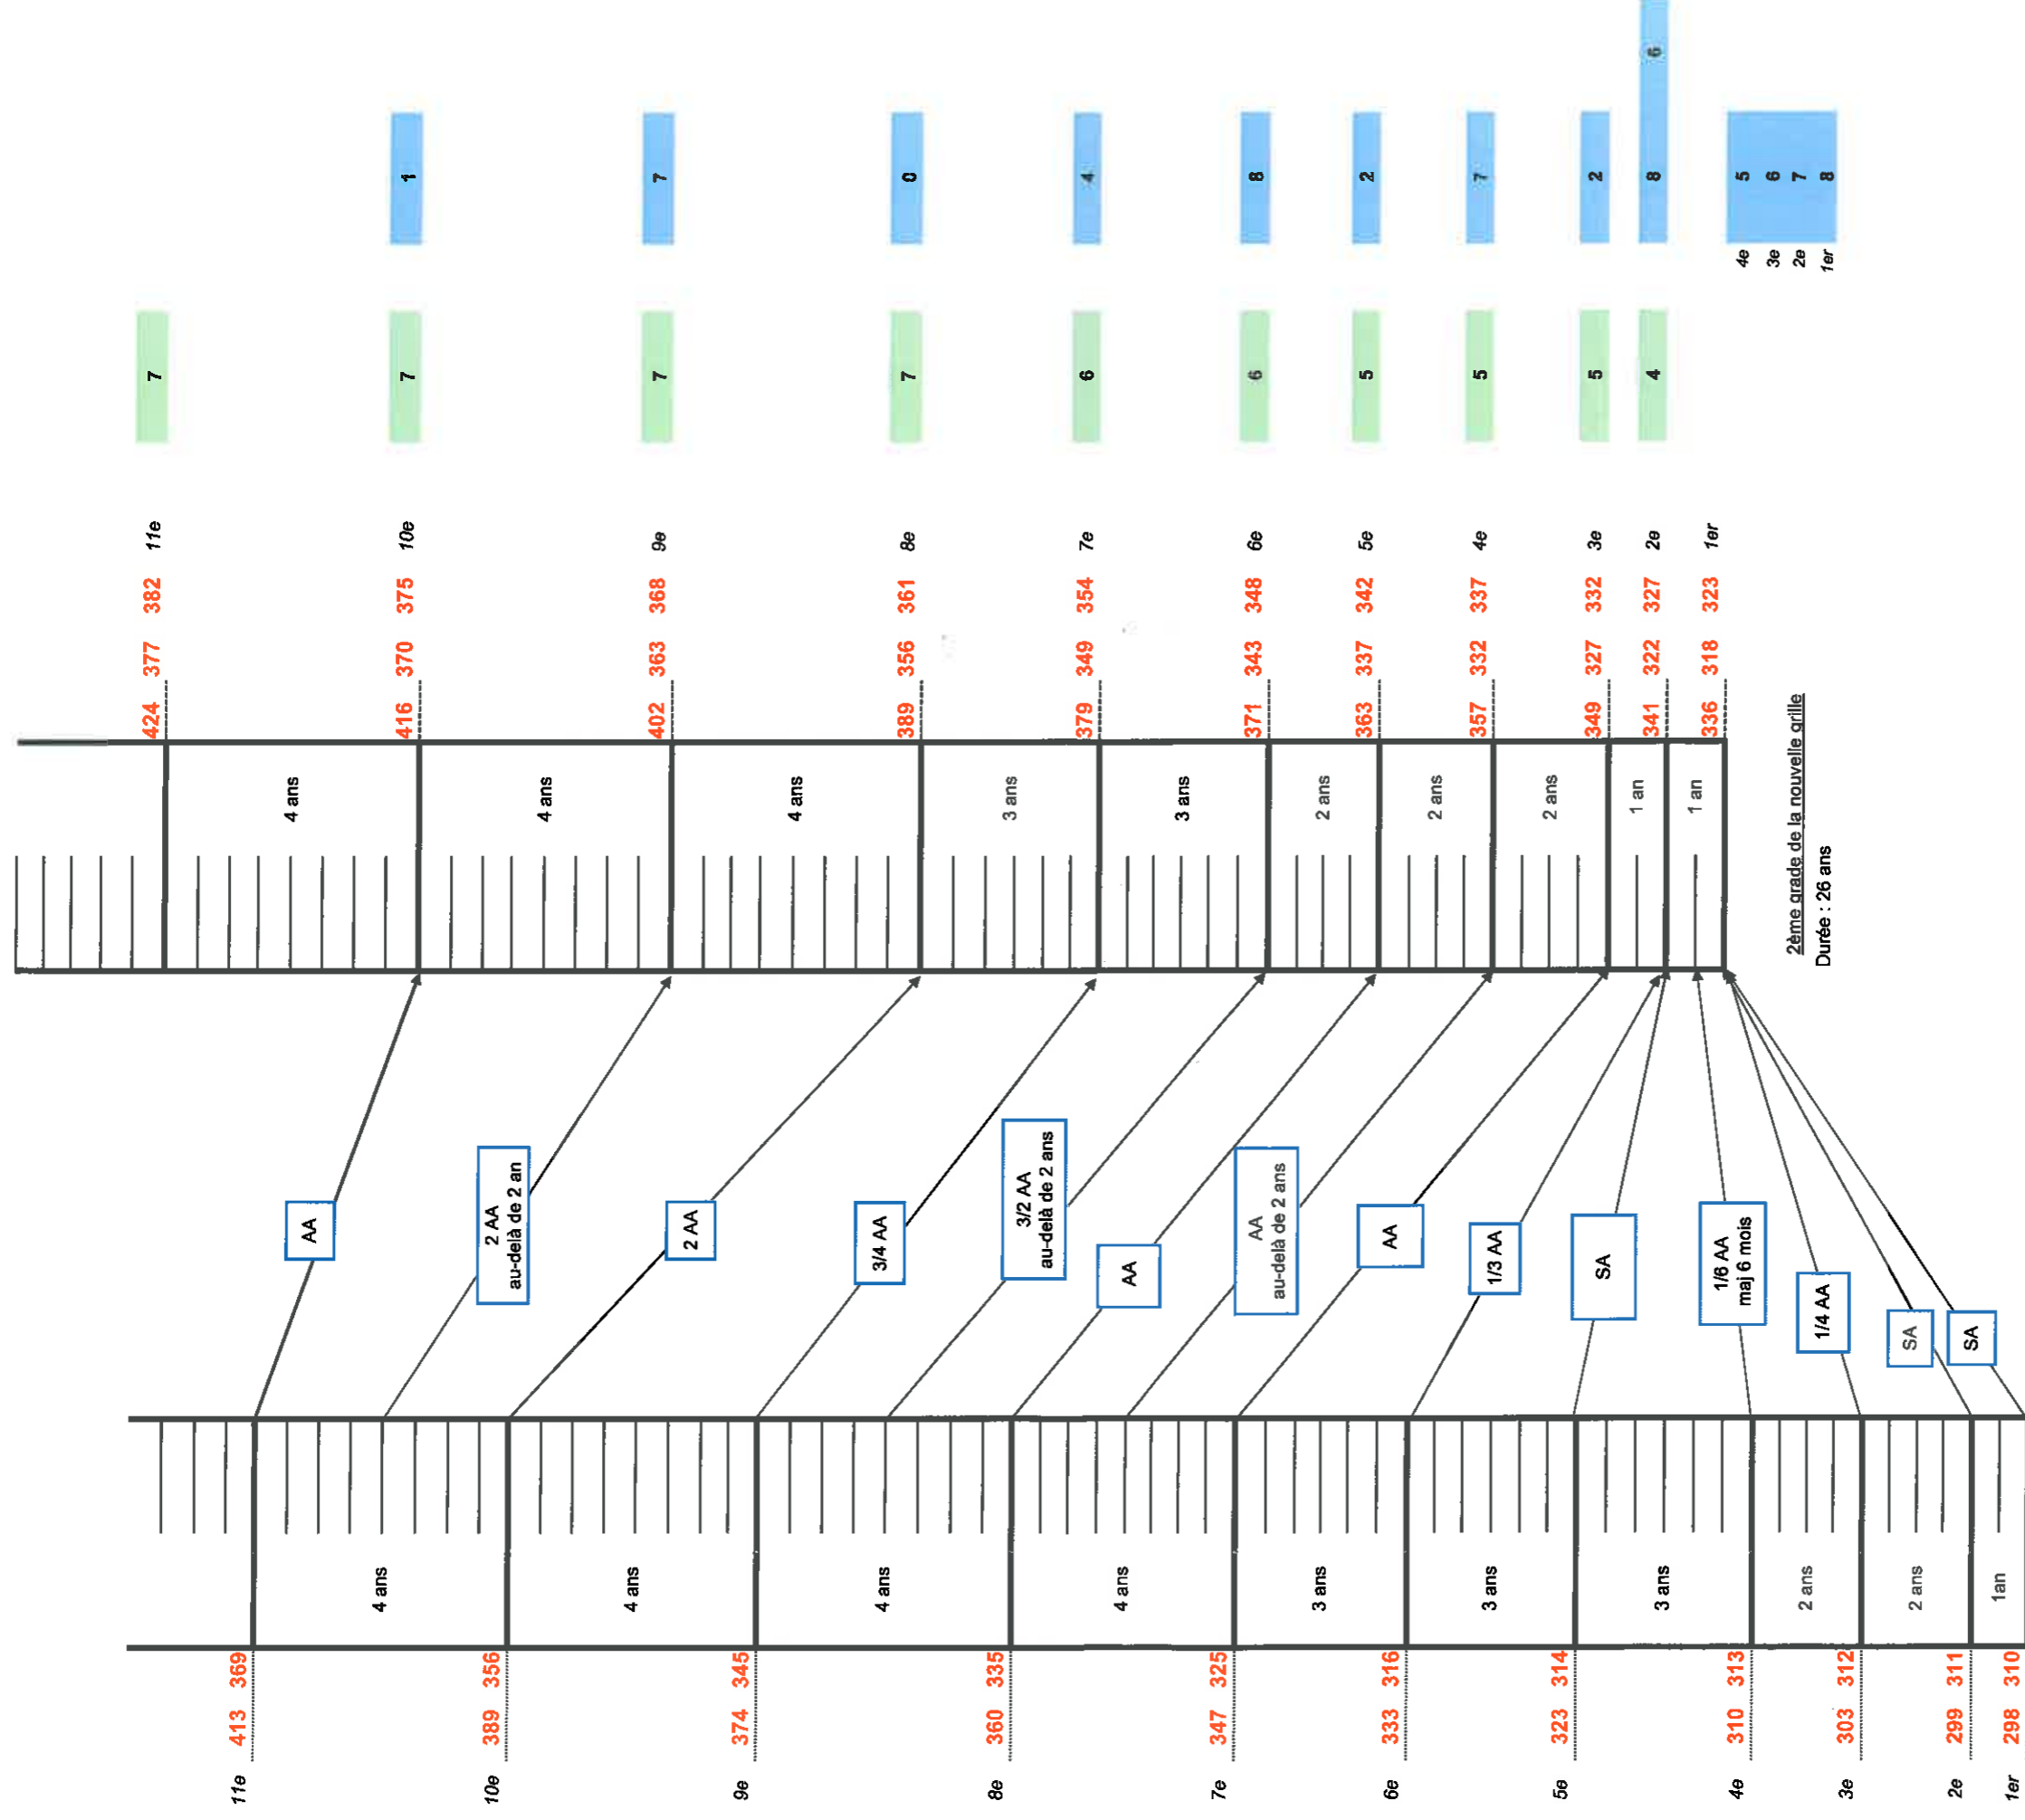 424 377 382 11e 7
11e 413 369
4 ans
AA
4 ans
416 370 375 10e 7 1
10e 389 356
2 AA
au-delà de 2 an
4 ans
4 ans
402 363 368 9e 7 7
2 AA
9e 374 345
4 ans
4 ans
3/4 AA
389 356 361 8e 7 0
8e 360 335
3 ans
3/2 AA
au-delà de 2 ans
379 349 354 7e 6 4
4 ans
AA
3 ans
7e 347 325
371 343 348 6e 6 8
AA
au-delà de 2 ans
3 ans
2 ans
363 337 342 5e 5 2
6e 333 316
AA
2 ans
357 332 337 4e 5 7
3 ans
1/3 AA
2 ans
5e 323 314
349 327 332 3e 5 2
SA
1 an
341 322 327 2e 4 8 6
3 ans
1 an
336 318 323 1er
1/6 AA
maj 6 mois
4e 310 313
4e 5
3e 6
2e 7
1er 8
2ème grade de la nouvelle grille
Durée : 26 ans
2 ans
1/4 AA
3e 303 312
2 ans
SA
2e 299 311
SA
1an
1er 298 310